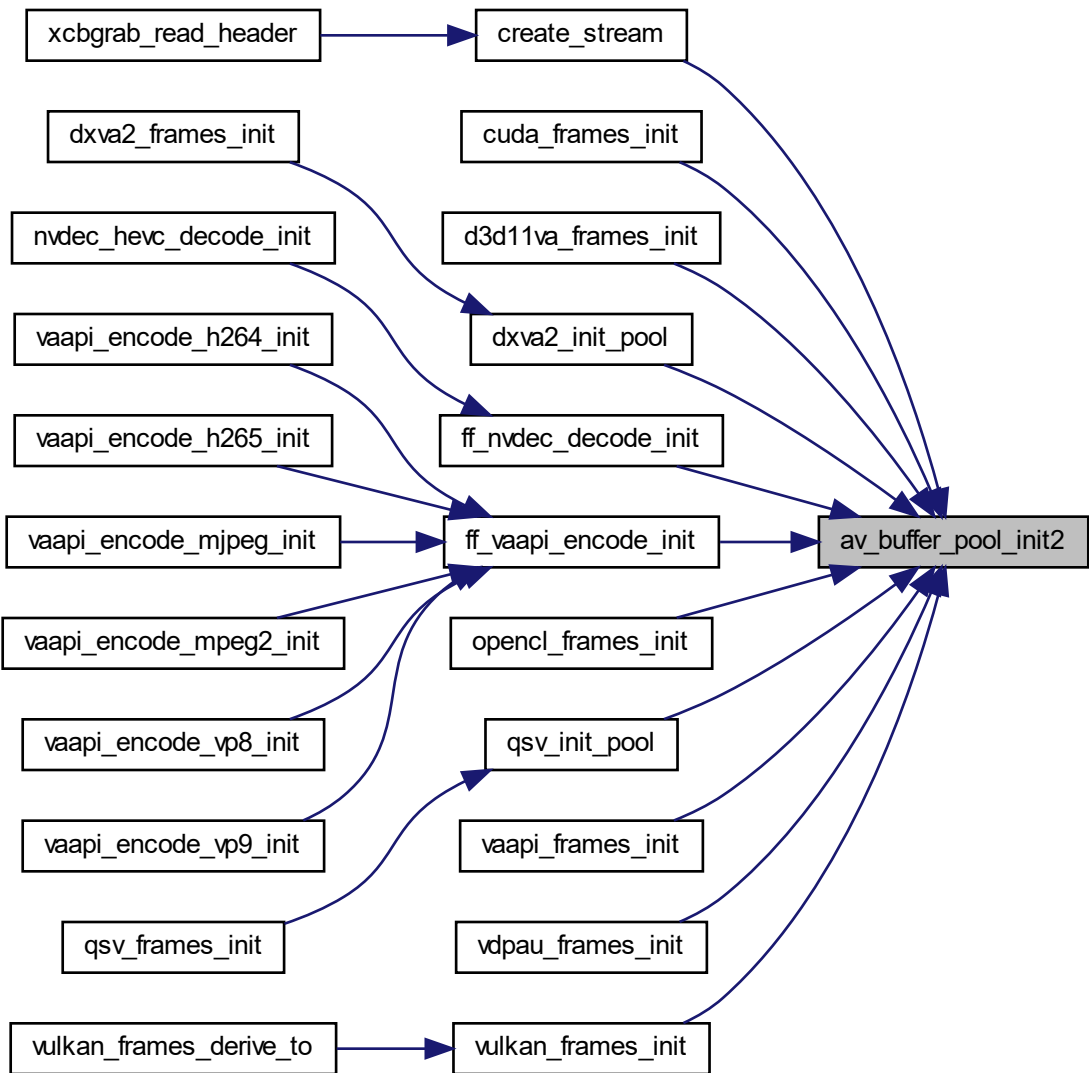 xcbgrab_read_header
create_stream
dxva2_frames_init
cuda_frames_init
nvdec_hevc_decode_init
d3d11va_frames_init
vaapi_encode_h264_init
dxva2_init_pool
vaapi_encode_h265_init
ff_nvdec_decode_init
vaapi_encode_mjpeg_init
ff_vaapi_encode_init
av_buffer_pool_init2
vaapi_encode_mpeg2_init
opencl_frames_init
vaapi_encode_vp8_init
qsv_init_pool
vaapi_encode_vp9_init
vaapi_frames_init
qsv_frames_init
vdpau_frames_init
vulkan_frames_derive_to
vulkan_frames_init